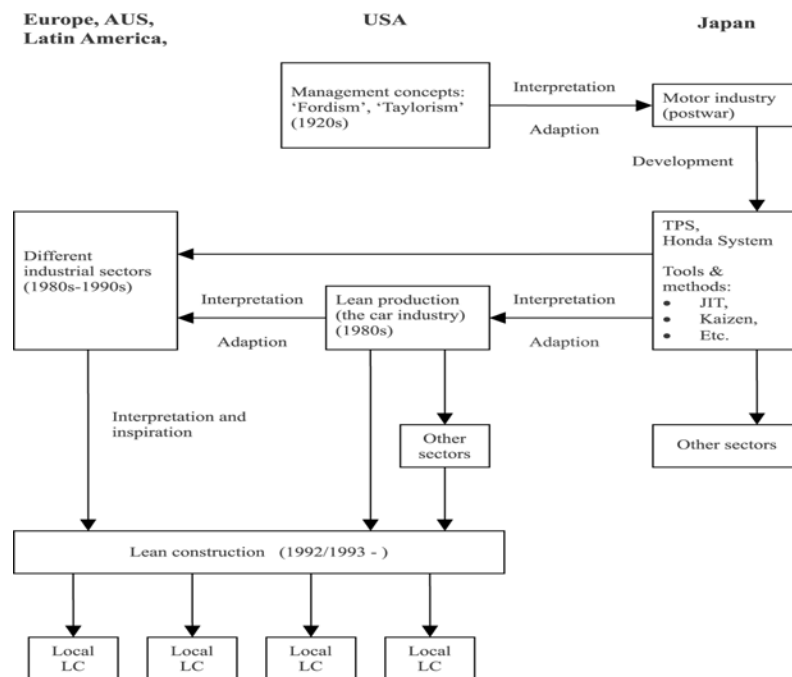 Europe, AUS,
Latin America,
USA
Japan
Management concepts:
‘Fordism’, ‘Taylorism’
(1920s)
Interpretation
Adaption
Motor industry
(postwar)
Development
Different
industrial sectors
(1980s-1990s)
Interpretation
Adaption
Lean production
(the car industry)
(1980s)
Interpretation
Adaption
TPS,
Honda System
Tools &
methods:
• JIT,
• Kaizen,
• Etc.
Interpretation and
inspiration
Other
sectors
Other sectors
Lean construction (1992/1993 - )
Local
LC
Local
LC
Local
LC
Local
LC